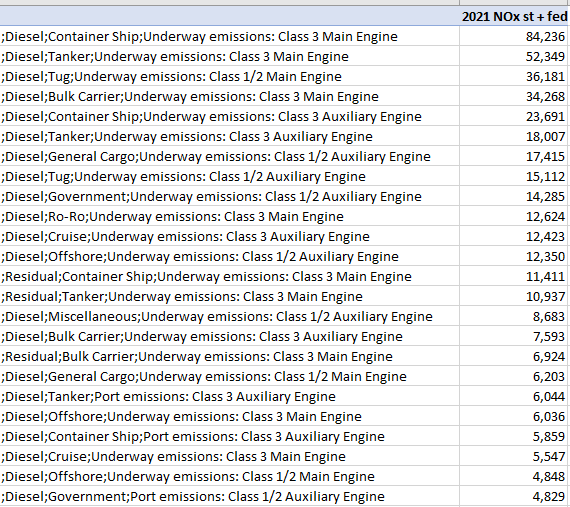 2021 NOx st + fed
;Diesel;Container Ship;Underway emissions: Class 3 Main Engine 84,236
;Diesel;Tanker;Underway emissions: Class 3 Main Engine 52,349
;Diesel;Tug;Underway emissions: Class 1/2 Main Engine 36,181
;Diesel;Bulk Carrier;Underway emissions: Class 3 Main Engine 34,268
;Diesel;Container Ship;Underway emissions: Class 3 Auxiliary Engine 23,691
;Diesel;Tanker;Underway emissions: Class 3 Auxiliary Engine 18,007
;Diesel;General Cargo;Underway emissions: Class 1/2 Auxiliary Engine 17,415
;Diesel;Tug;Underway emissions: Class 1/2 Auxiliary Engine 15,112
;Diesel;Government;Underway emissions: Class 1/2 Auxiliary Engine 14,285
;Diesel;Ro-Ro;Underway emissions: Class 3 Main Engine 12,624
;Diesel;Cruise;Underway emissions: Class 3 Auxiliary Engine 12,423
;Diesel;Offshore;Underway emissions: Class 1/2 Auxiliary Engine 12,350
;Residual;Container Ship;Underway emissions: Class 3 Main Engine 11,411
;Residual;Tanker;Underway emissions: Class 3 Main Engine 10,937
;Diesel;Miscellaneous;Underway emissions: Class 1/2 Auxiliary Engine 8,683
;Diesel;Bulk Carrier;Underway emissions: Class 3 Auxiliary Engine 7,593
;Residual;Bulk Carrier;Underway emissions: Class 3 Main Engine 6,924
;Diesel;General Cargo;Underway emissions: Class 1/2 Main Engine 6,203
;Diesel;Tanker;Port emissions: Class 3 Auxiliary Engine 6,044
;Diesel;Offshore;Underway emissions: Class 3 Main Engine 6,036
;Diesel;Container Ship;Port emissions: Class 3 Auxiliary Engine 5,859
;Diesel;Cruise;Underway emissions: Class 3 Main Engine 5,547
;Diesel;Offshore;Underway emissions: Class 1/2 Main Engine 4,848
;Diesel;Government;Port emissions: Class 1/2 Auxiliary Engine 4,829